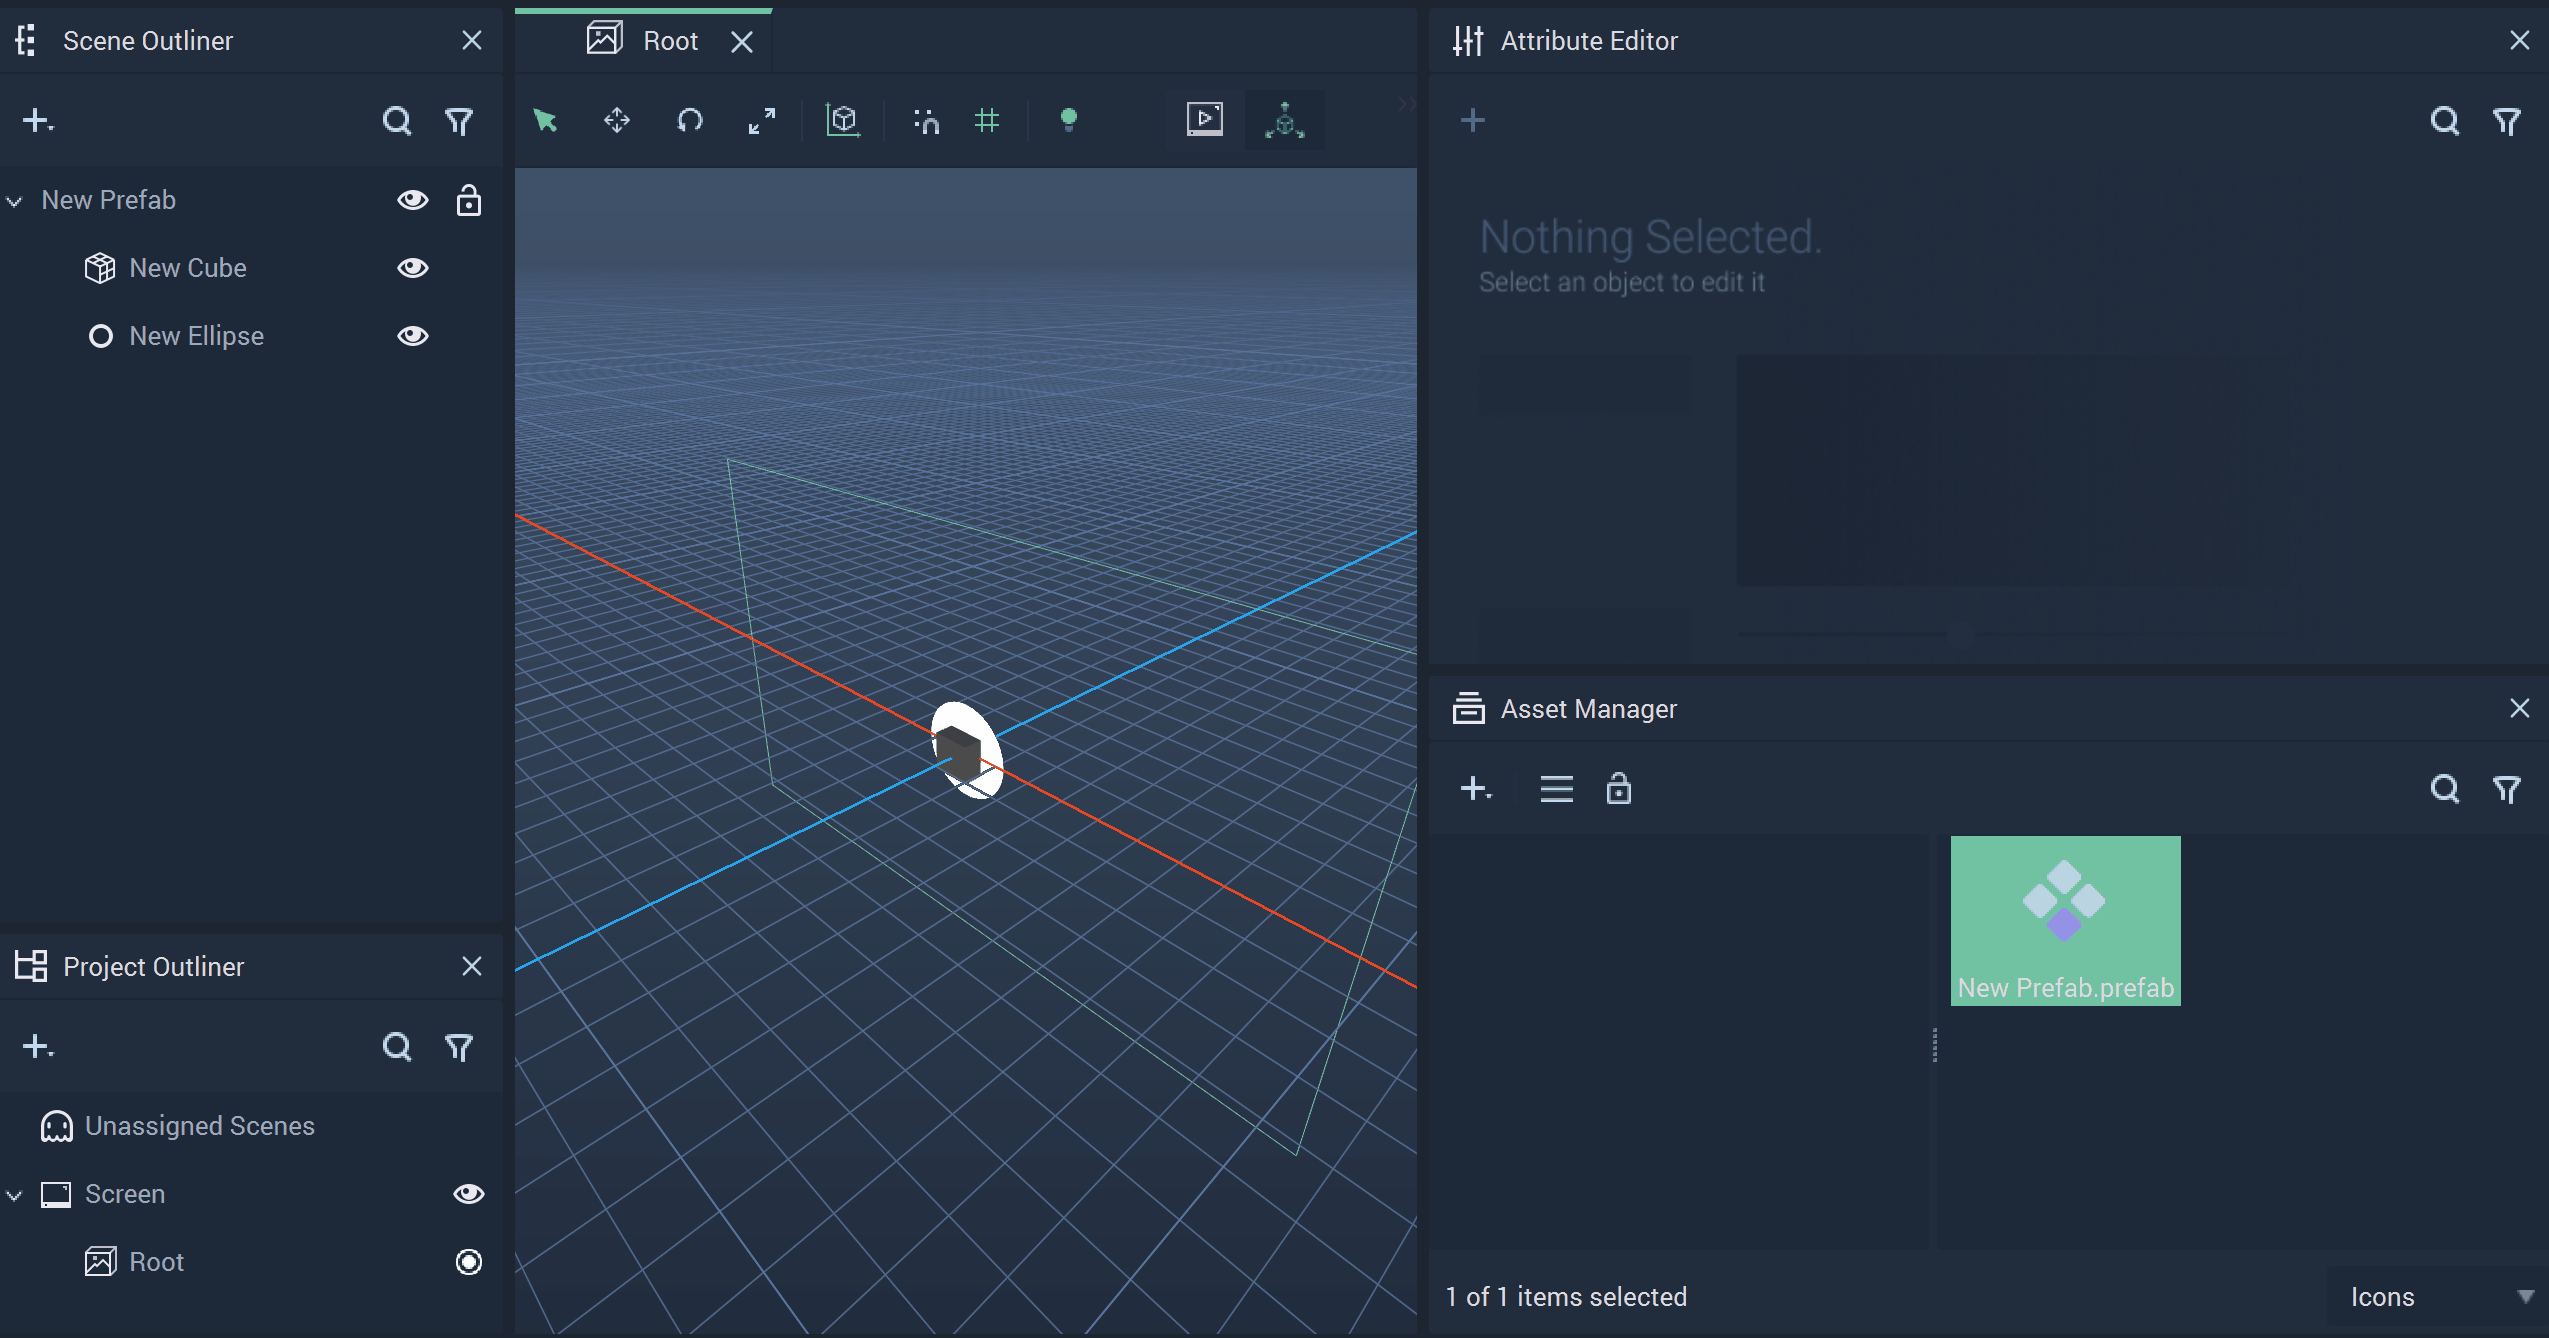 Scene Outliner
New Prefab
New Cube
New Ellipse
Project Outliner
Unassigned Scenes
Screen
Root
Root
Attribute Editor
Nothing Selected.
Select an object to edit it
Asset Manager
New Prefab.prefab
1 of 1 items selected
Icons